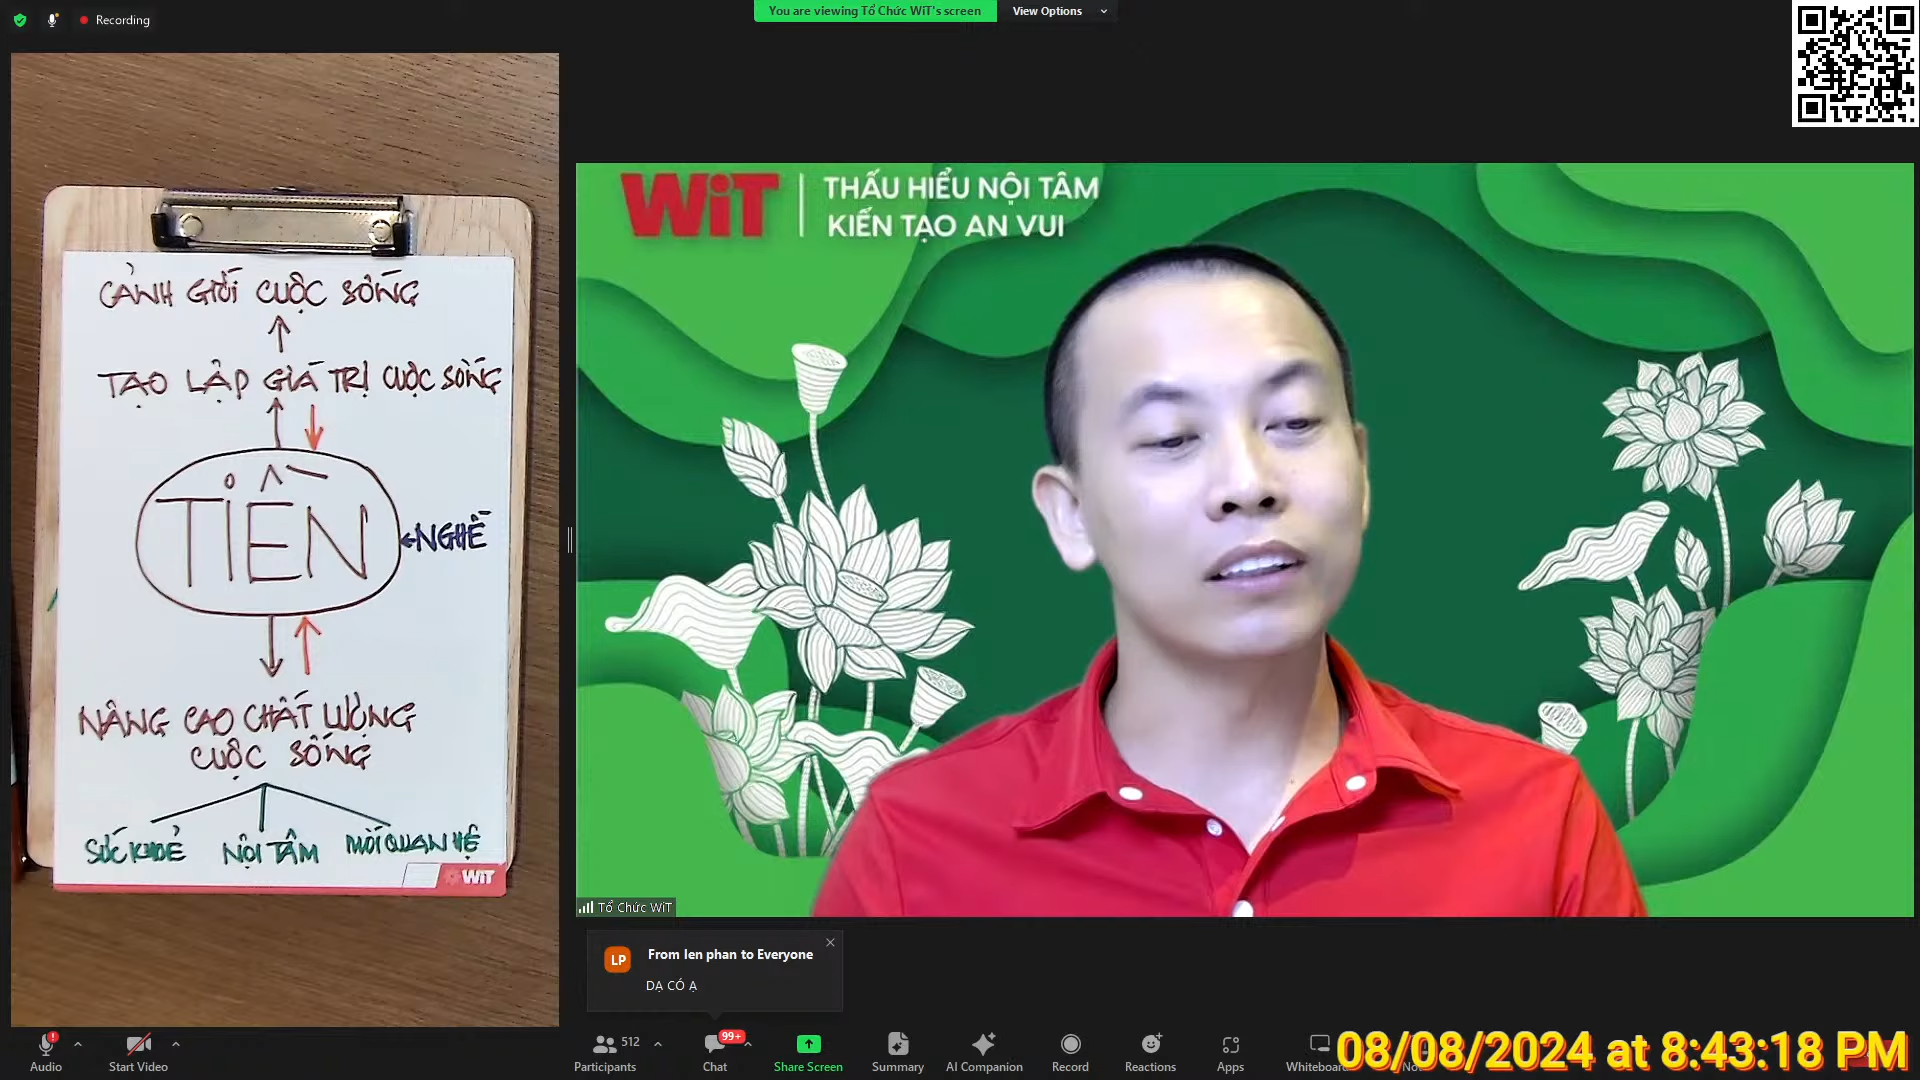 Recording
You are viewing Tổ Chức WiT's screen
View Options
CẢNH GIỚI CUỘC SỐNG
TẠO LẬP GIÁ TRỊ CUỘC SỐNG
TIỀN
NGHỀ
NÂNG CAO CHẤT LƯỢNG
CUỘC SỐNG
SỨC KHOẺ NỘI TÂM MỐI QUAN HỆ
WiT
WiT
THẤU HIỂU NỘI TÂM
KIẾN TẠO AN VUI
Tổ Chức WiT
LP
From len phan to Everyone
DẠ CÓ Ạ
512
99+
Audio
Start Video
Participants
Chat
Share Screen
Summary
AI Companion
Record
Reactions
Apps
08/08/2024 at 8:43:18 PM